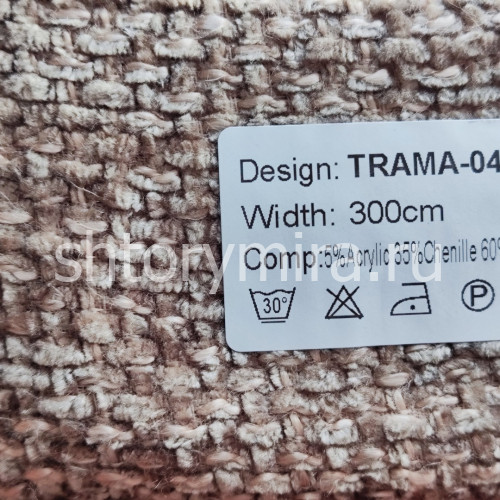 Design: TRAMA-04
Width: 300cm
Comp:5%Acrylic 35%Chenille 60%
30°
P
shtorymira.ru